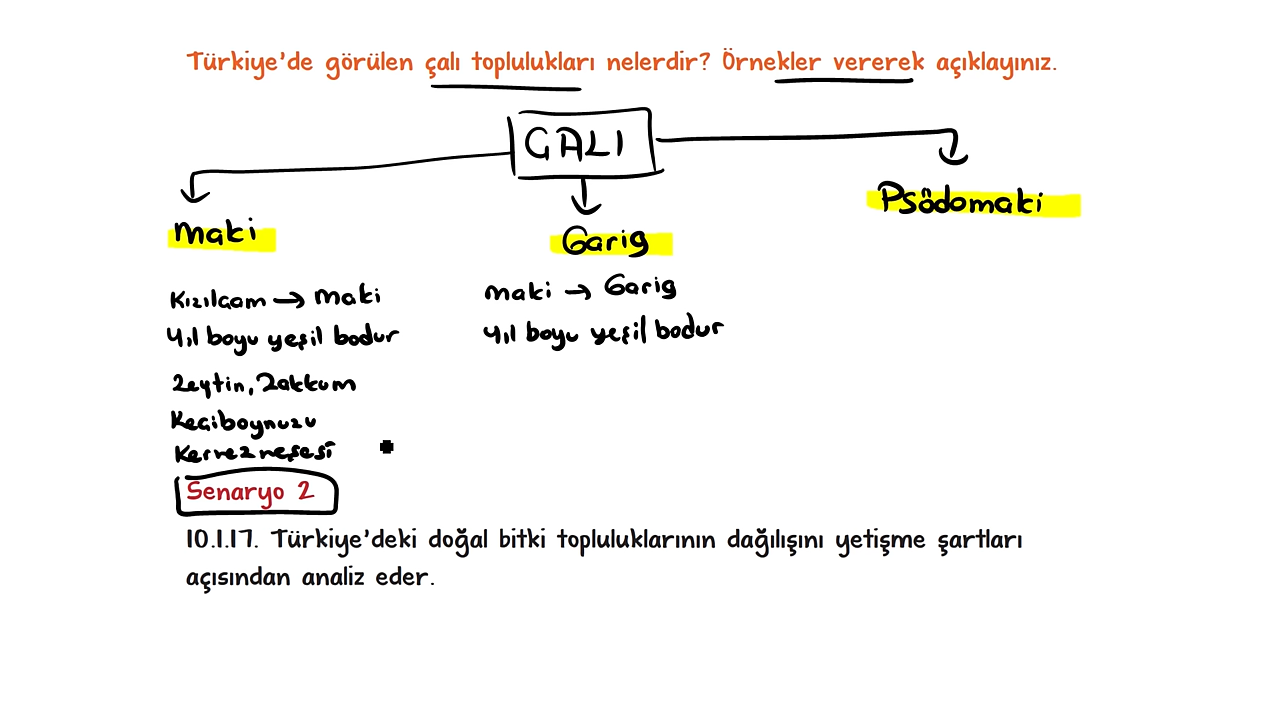 Türkiye'de görülen çalı toplulukları nelerdir? Örnekler vererek açıklayınız.
ÇALI
Maki
Garig
Psödomaki
Kızılçam → Maki
Yıl boyu yeşil bodur
Zeytin, Zakkum
Keçiboynuzu
Maki → Garig
Yıl boyu yeşil bodur
Senaryo 2
10.1.17. Türkiye'deki doğal bitki topluluklarının dağılışını yetişme şartları
açısından analiz eder.